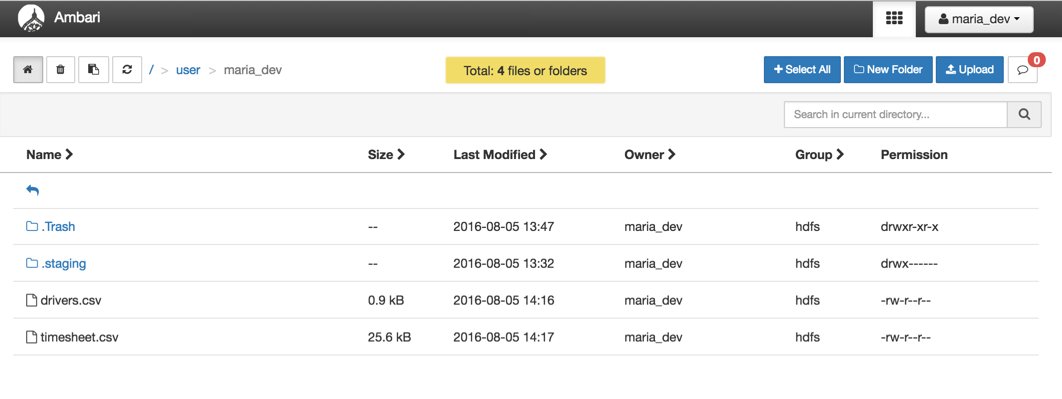 Ambari maria_dev
/ > user > maria_dev Total: 4 files or folders Select All New Folder Upload 0
Search in current directory...
Name Size Last Modified Owner Group Permission
.Trash -- 2016-08-05 13:47 maria_dev hdfs drwxr-xr-x
.staging -- 2016-08-05 13:32 maria_dev hdfs drwx------
drivers.csv 0.9 kB 2016-08-05 14:16 maria_dev hdfs -rw-r--r--
timesheet.csv 25.6 kB 2016-08-05 14:17 maria_dev hdfs -rw-r--r--